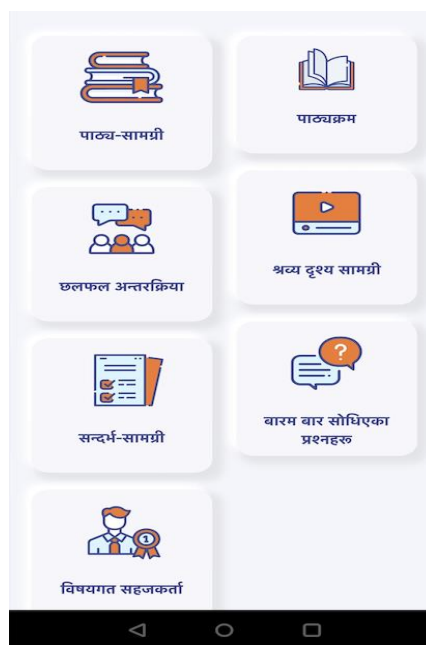 पाठ्य-सामग्री
पाठ्यक्रम
छलफल अन्तरक्रिया
श्रव्य दृश्य सामग्री
सन्दर्भ-सामग्री
बारम बार सोधिएका
प्रश्नहरू
विषयगत सहजकर्ता